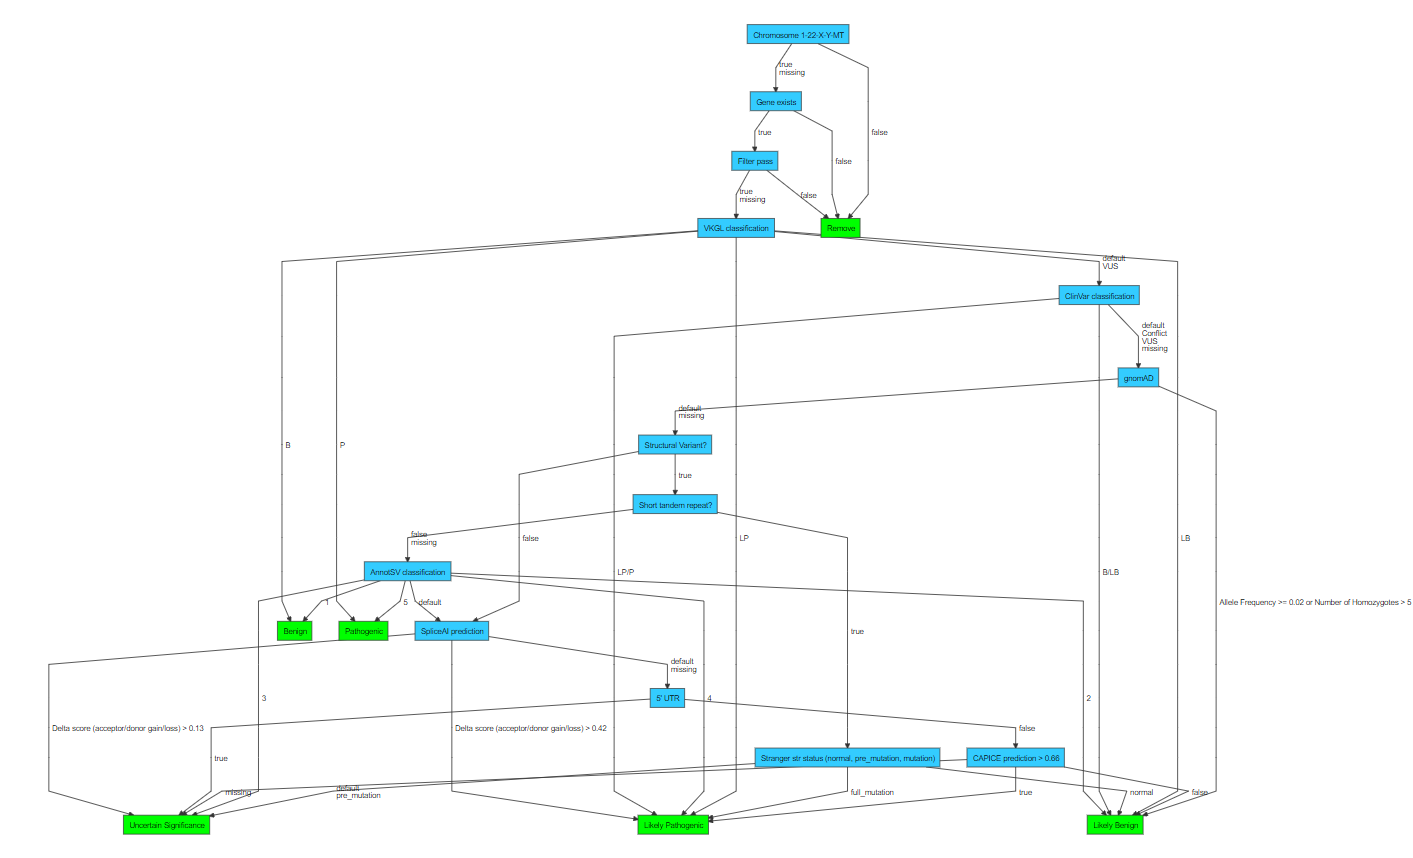 Chromosome 1-22-X-Y-MT
true
missing
Gene exists
true
false
false
Filter pass
true
missing
false
VKGL classification
Remove
default
VUS
ClinVar classification
default
Conflict
VUS
missing
gnomAD
default
missing
B
P
Structural Variant?
true
Short tandem repeat?
false
missing
false
LP
LB
AnnotSV classification
LP/P
B/LB
1
5
default
Allele Frequency >= 0.02 or Number of Homozygotes > 5
Benign
Pathogenic
SpliceAI prediction
true
default
missing
3
5' UTR
4
2
Delta score (acceptor/donor gain/loss) > 0.13
Delta score (acceptor/donor gain/loss) > 0.42
false
true
Stranger str status (normal, pre_mutation, mutation)
CAPICE prediction > 0.66
missing
default
pre_mutation
full_mutation
true
normal
false
Uncertain Significance
Likely Pathogenic
Likely Benign